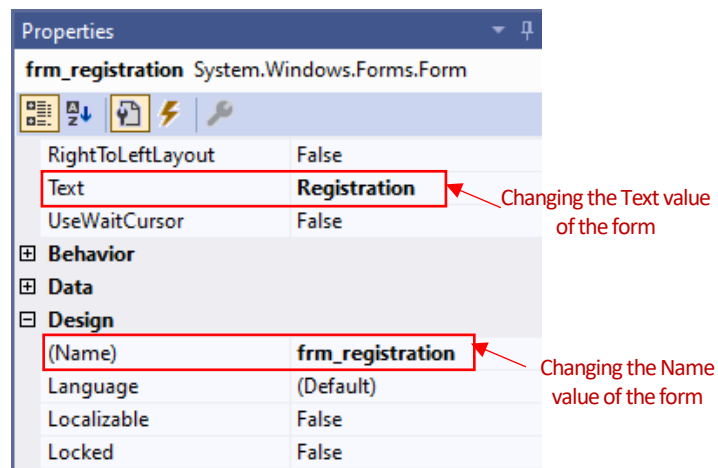 Properties
frm_registration System.Windows.Forms.Form
RightToLeftLayout False
Text Registration
UseWaitCursor False
Behavior
Data
Design
(Name) frm_registration
Language (Default)
Localizable False
Locked False
Changing the Text value
of the form
Changing the Name
value of the form